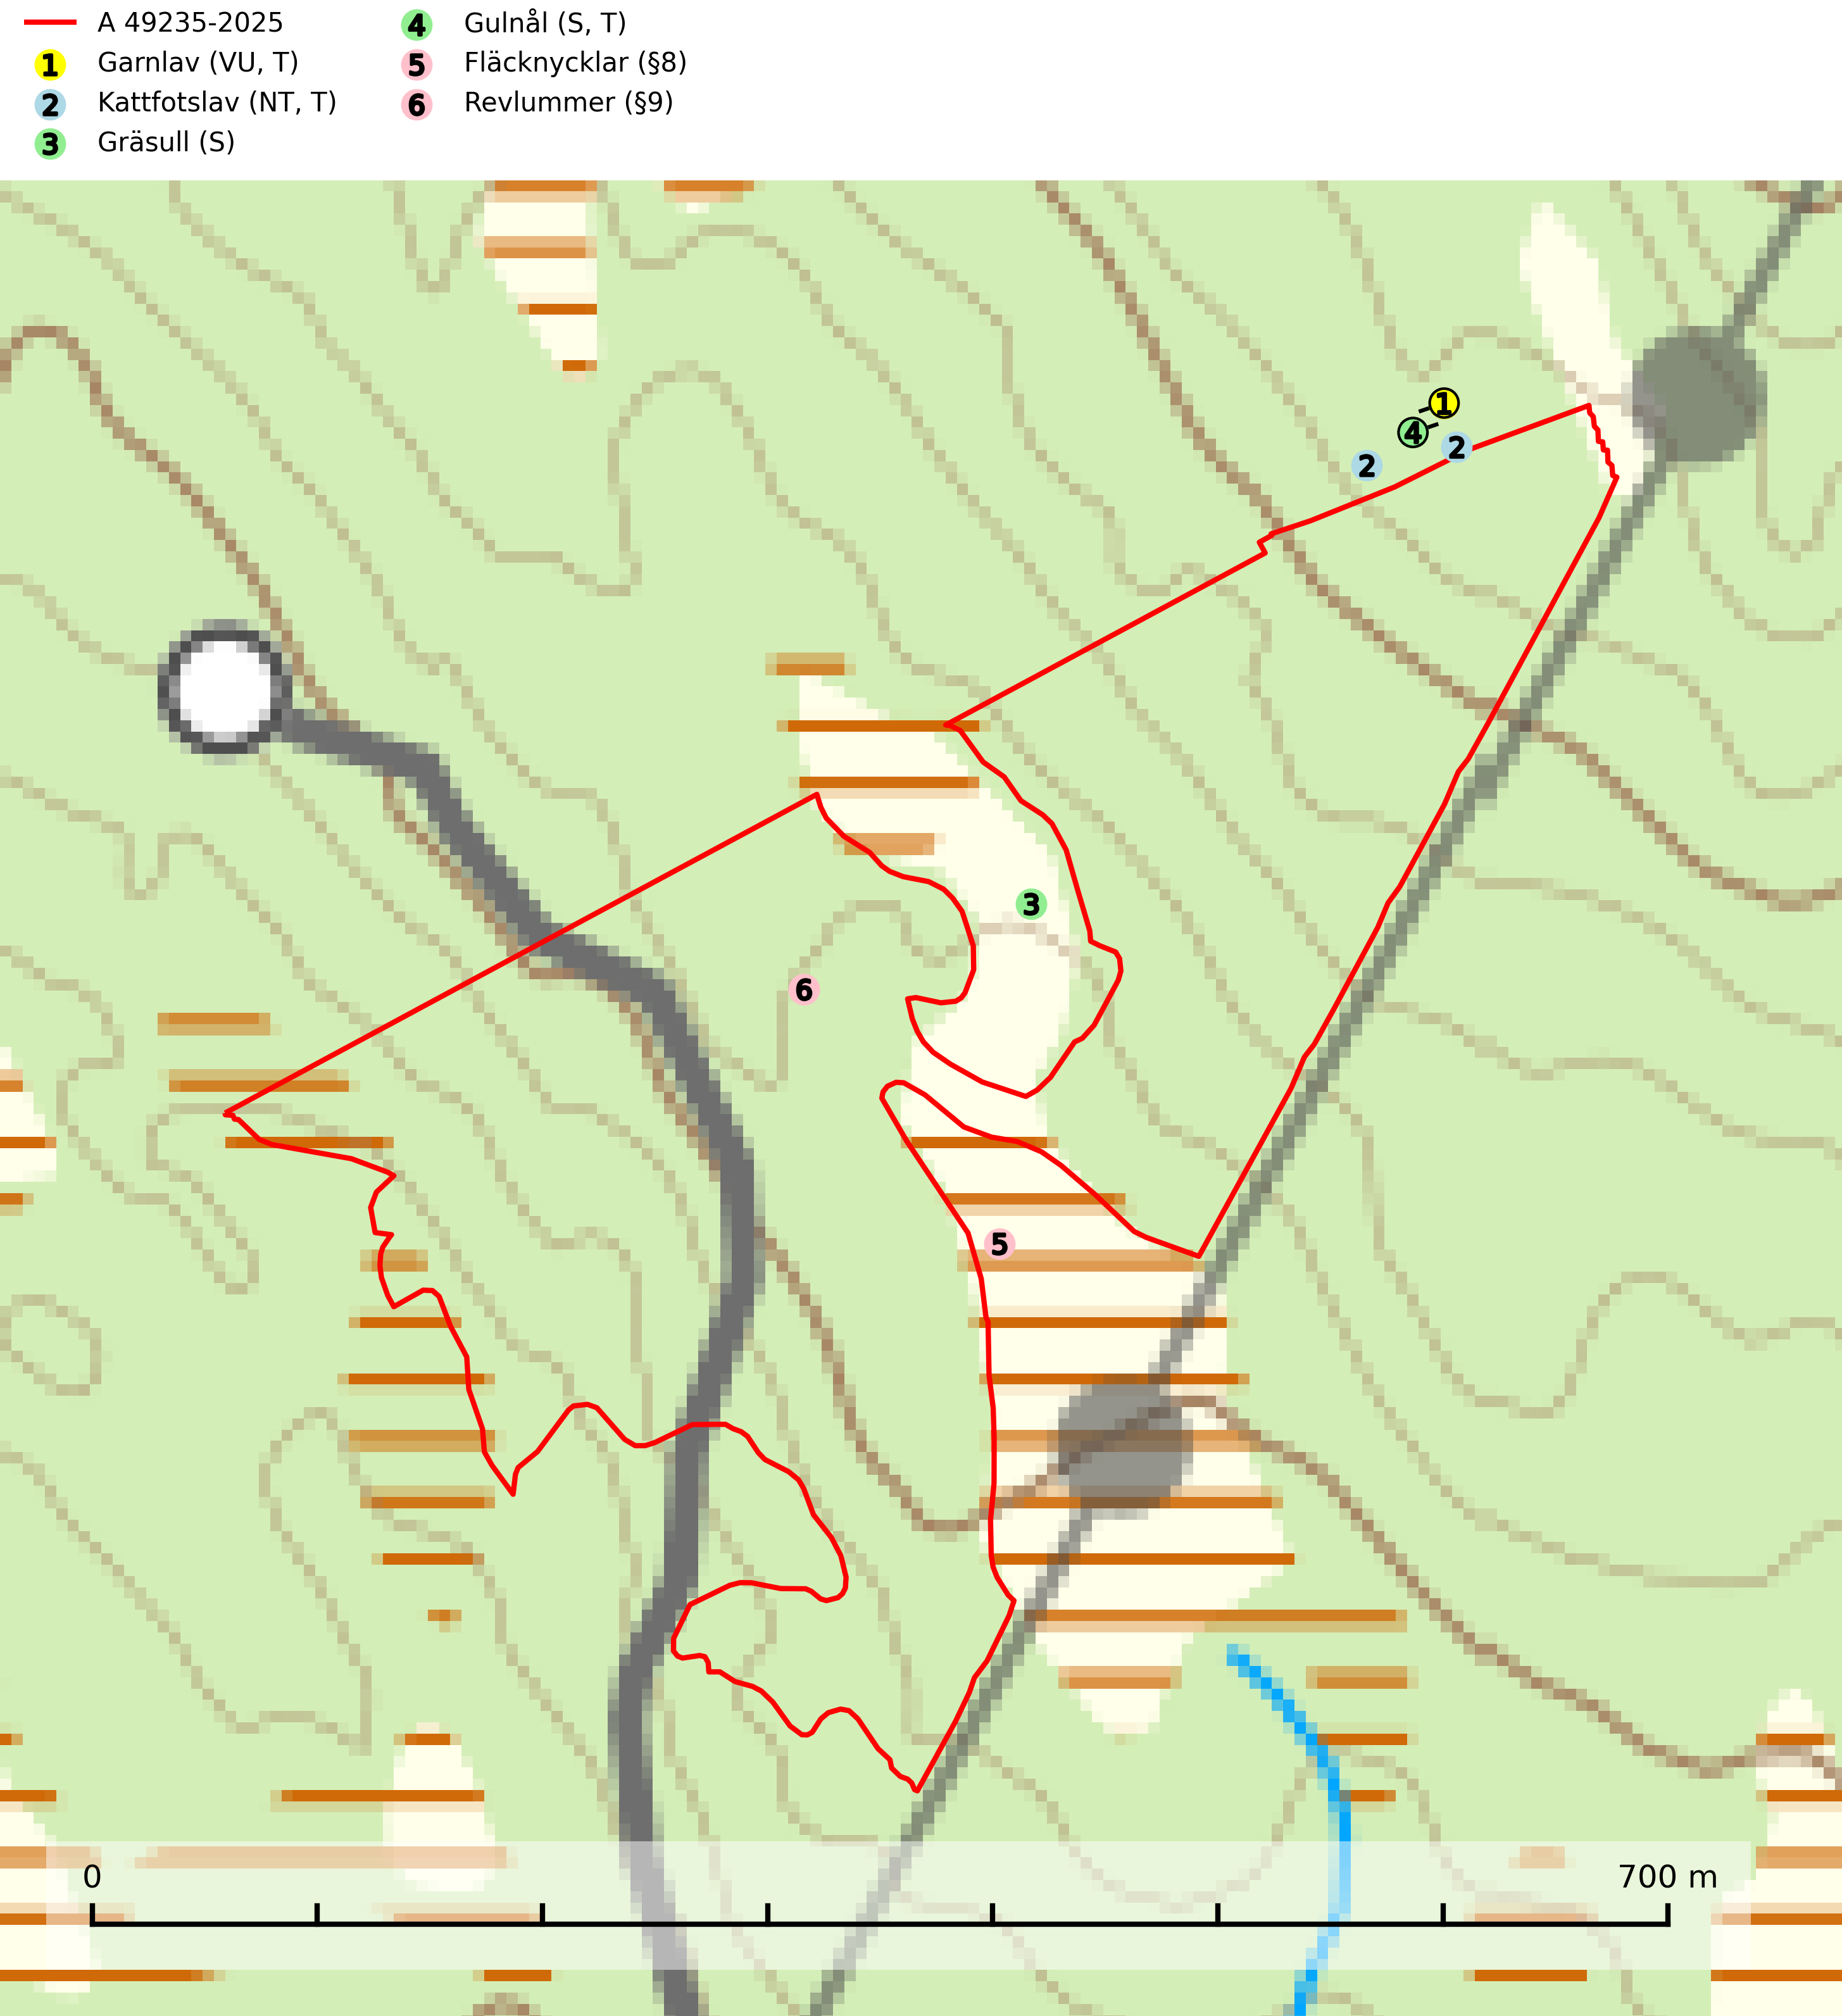 A 49235-2025
1 Garnlav (VU, T)
2 Kattfotslav (NT, T)
3 Gräsull (S)
4 Gulnål (S, T)
5 Fläcknycklar (§8)
6 Revlummer (§9)
1
4
2
2
3
6
5
0
700 m